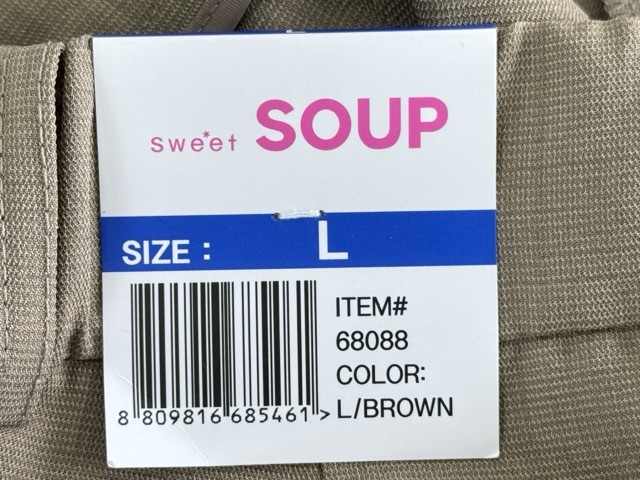 sweet SOUP
SIZE : L
ITEM#
68088
COLOR:
L/BROWN
8 809816 685461 >